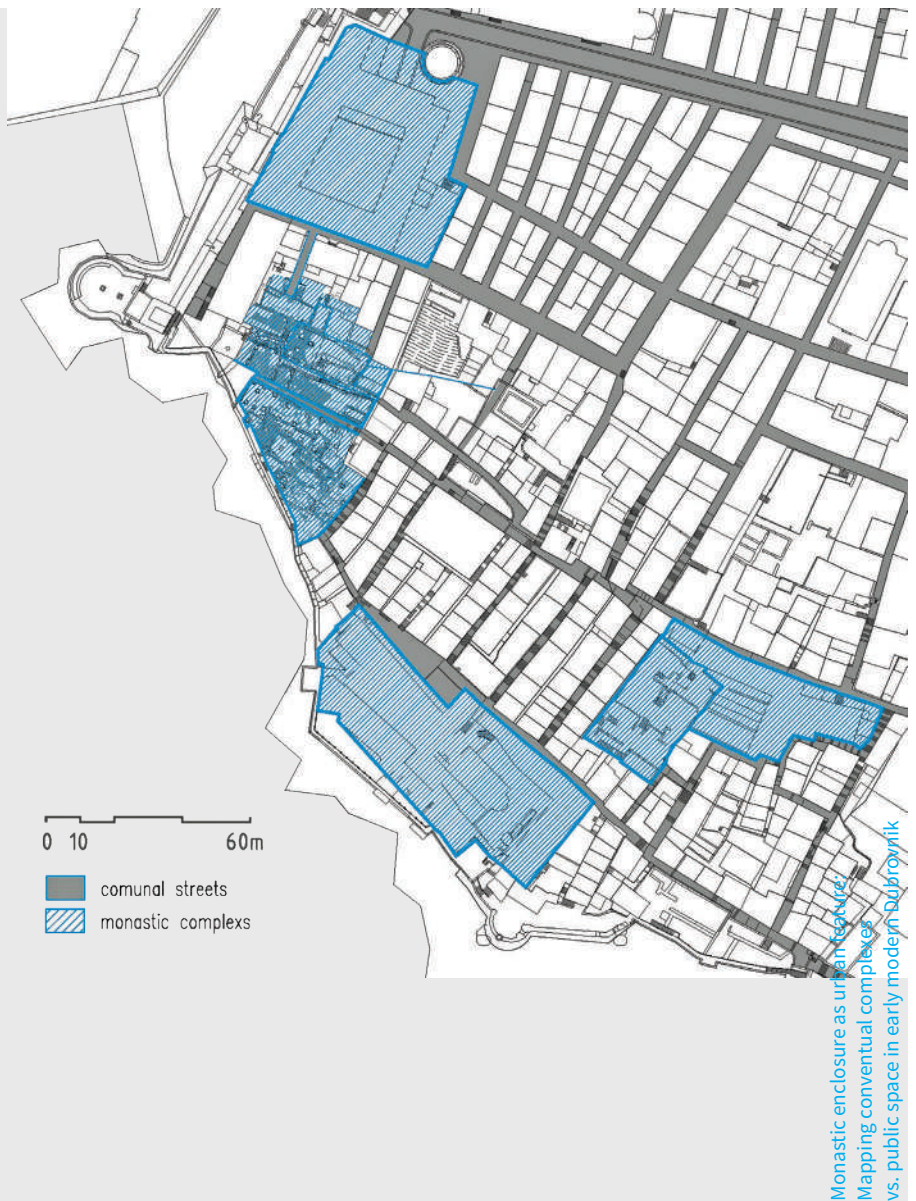 0 10 60m
comunal streets
monastic complexs
Monastic enclosure as urban feature:
Mapping conventual complexes
vs. public space in early modern Dubrovnik